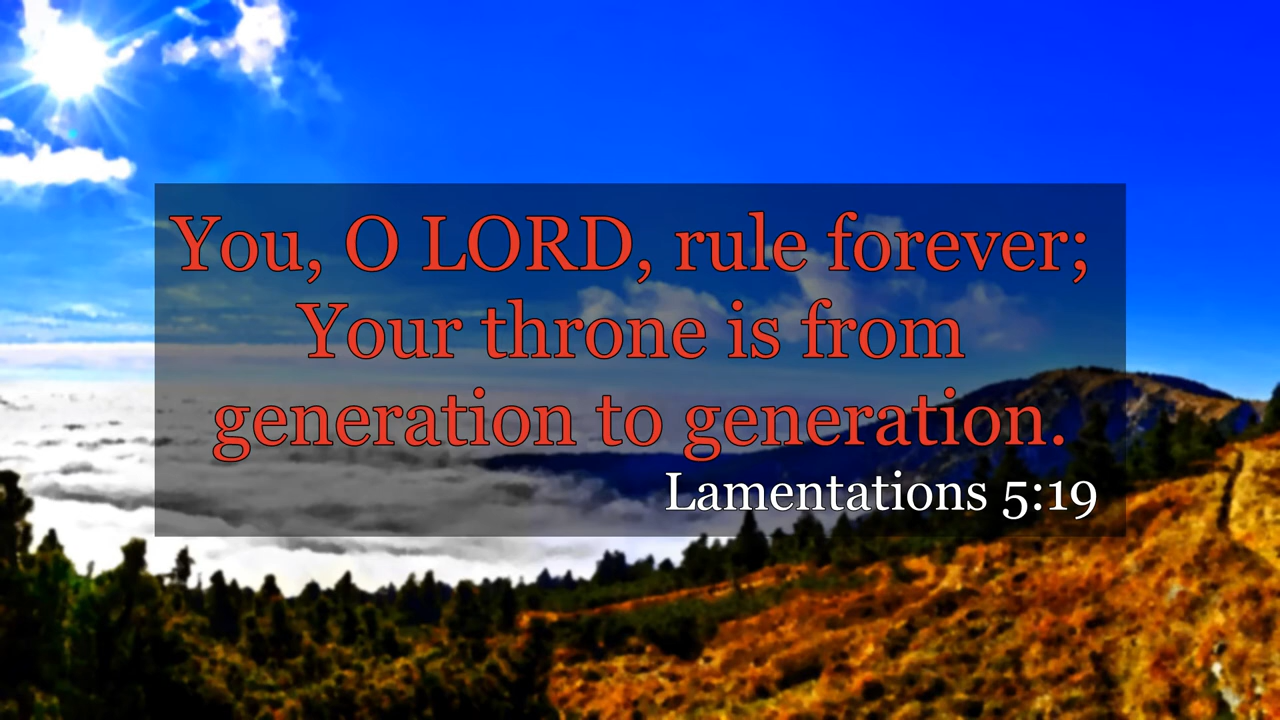 You, O LORD, rule forever;
Your throne is from
generation to generation.
Lamentations 5:19